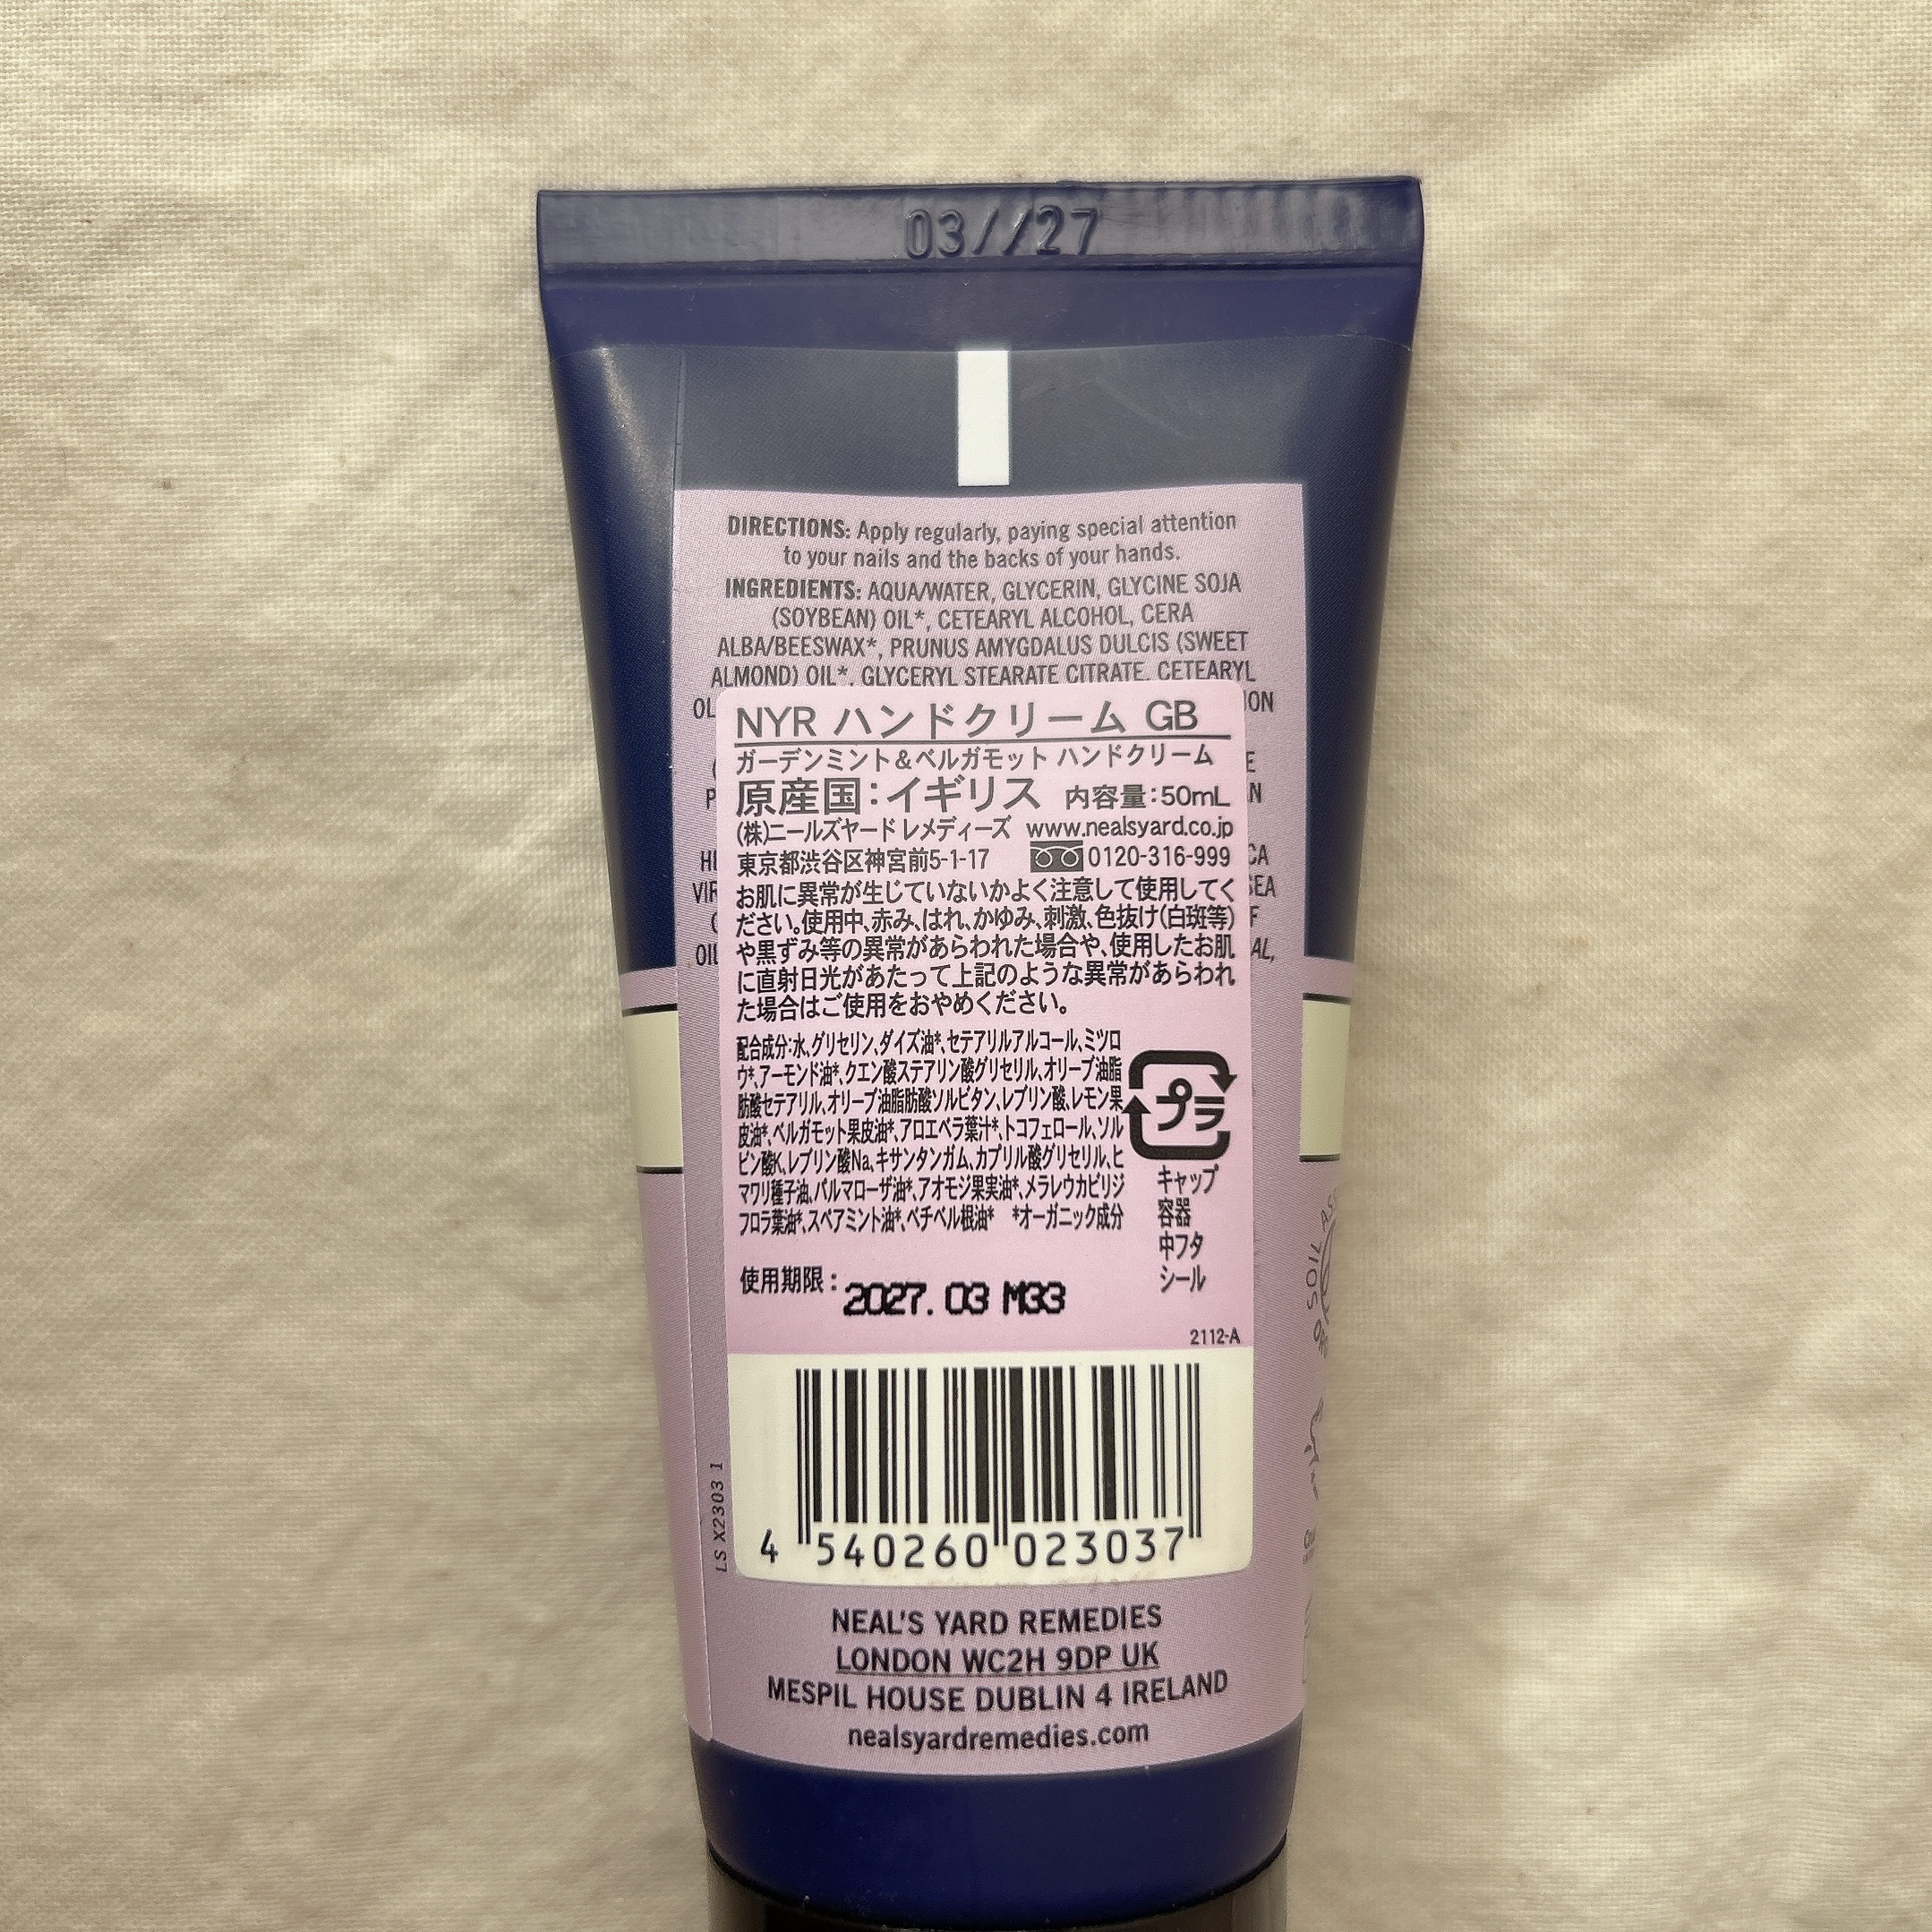 03//27
DIRECTIONS: Apply regularly, paying special attention
to your nails and the backs of your hands.
INGREDIENTS: AQUA/WATER, GLYCERIN, GLYCINE SOJA
(SOYBEAN) OIL*, CETEARYL ALCOHOL, CERA
ALBA/BEESWAX*, PRUNUS AMYGDALUS DULCIS (SWEET
ALMOND) OIL*, GLYCERYL STEARATE CITRATE, CETEARYL
NYR ハンドクリーム GB
ガーデンミント&ベルガモット ハンドクリーム
原産国:イギリス 内容量:50mL
(株)ニールズヤード レメディーズ www.nealsyard.co.jp
東京都渋谷区神宮前5-1-17 0120-316-999
お肌に異常が生じていないかよく注意して使用してく
ださい。使用中、赤み、はれ、かゆみ、刺激、色抜け(白斑等)
や黒ずみ等の異常があらわれた場合や、使用したお肌
に直射日光があたって上記のような異常があらわれ
た場合はご使用をおやめください。
配合成分:水、グリセリン、ダイズ油*、セテアリルアルコール、ミツロ
ウ*、アーモンド油*、クエン酸ステアリン酸グリセリル、オリーブ油脂
肪酸セテアリル、オリーブ油脂肪酸ソルビタン、レブリン酸、レモン果
皮油*、ベルガモット果皮油*、アロエベラ葉汁*、トコフェロール、ソル
ビン酸K、レブリン酸Na、キサンタンガム、カプリル酸グリセリル、ヒ
マワリ種子油、パルマローザ油*、アオモジ果実油*、メラレウカビリジ
フロラ葉油*、スペアミント油*、ベチベル根油* *オーガニック成分
プラ
キャップ
容器
中フタ
シール
使用期限: 2027.03 M33
2112-A
4 540260 023037
LS X2303 1
NEAL'S YARD REMEDIES
LONDON WC2H 9DP UK
MESPIL HOUSE DUBLIN 4 IRELAND
nealsyardremedies.com